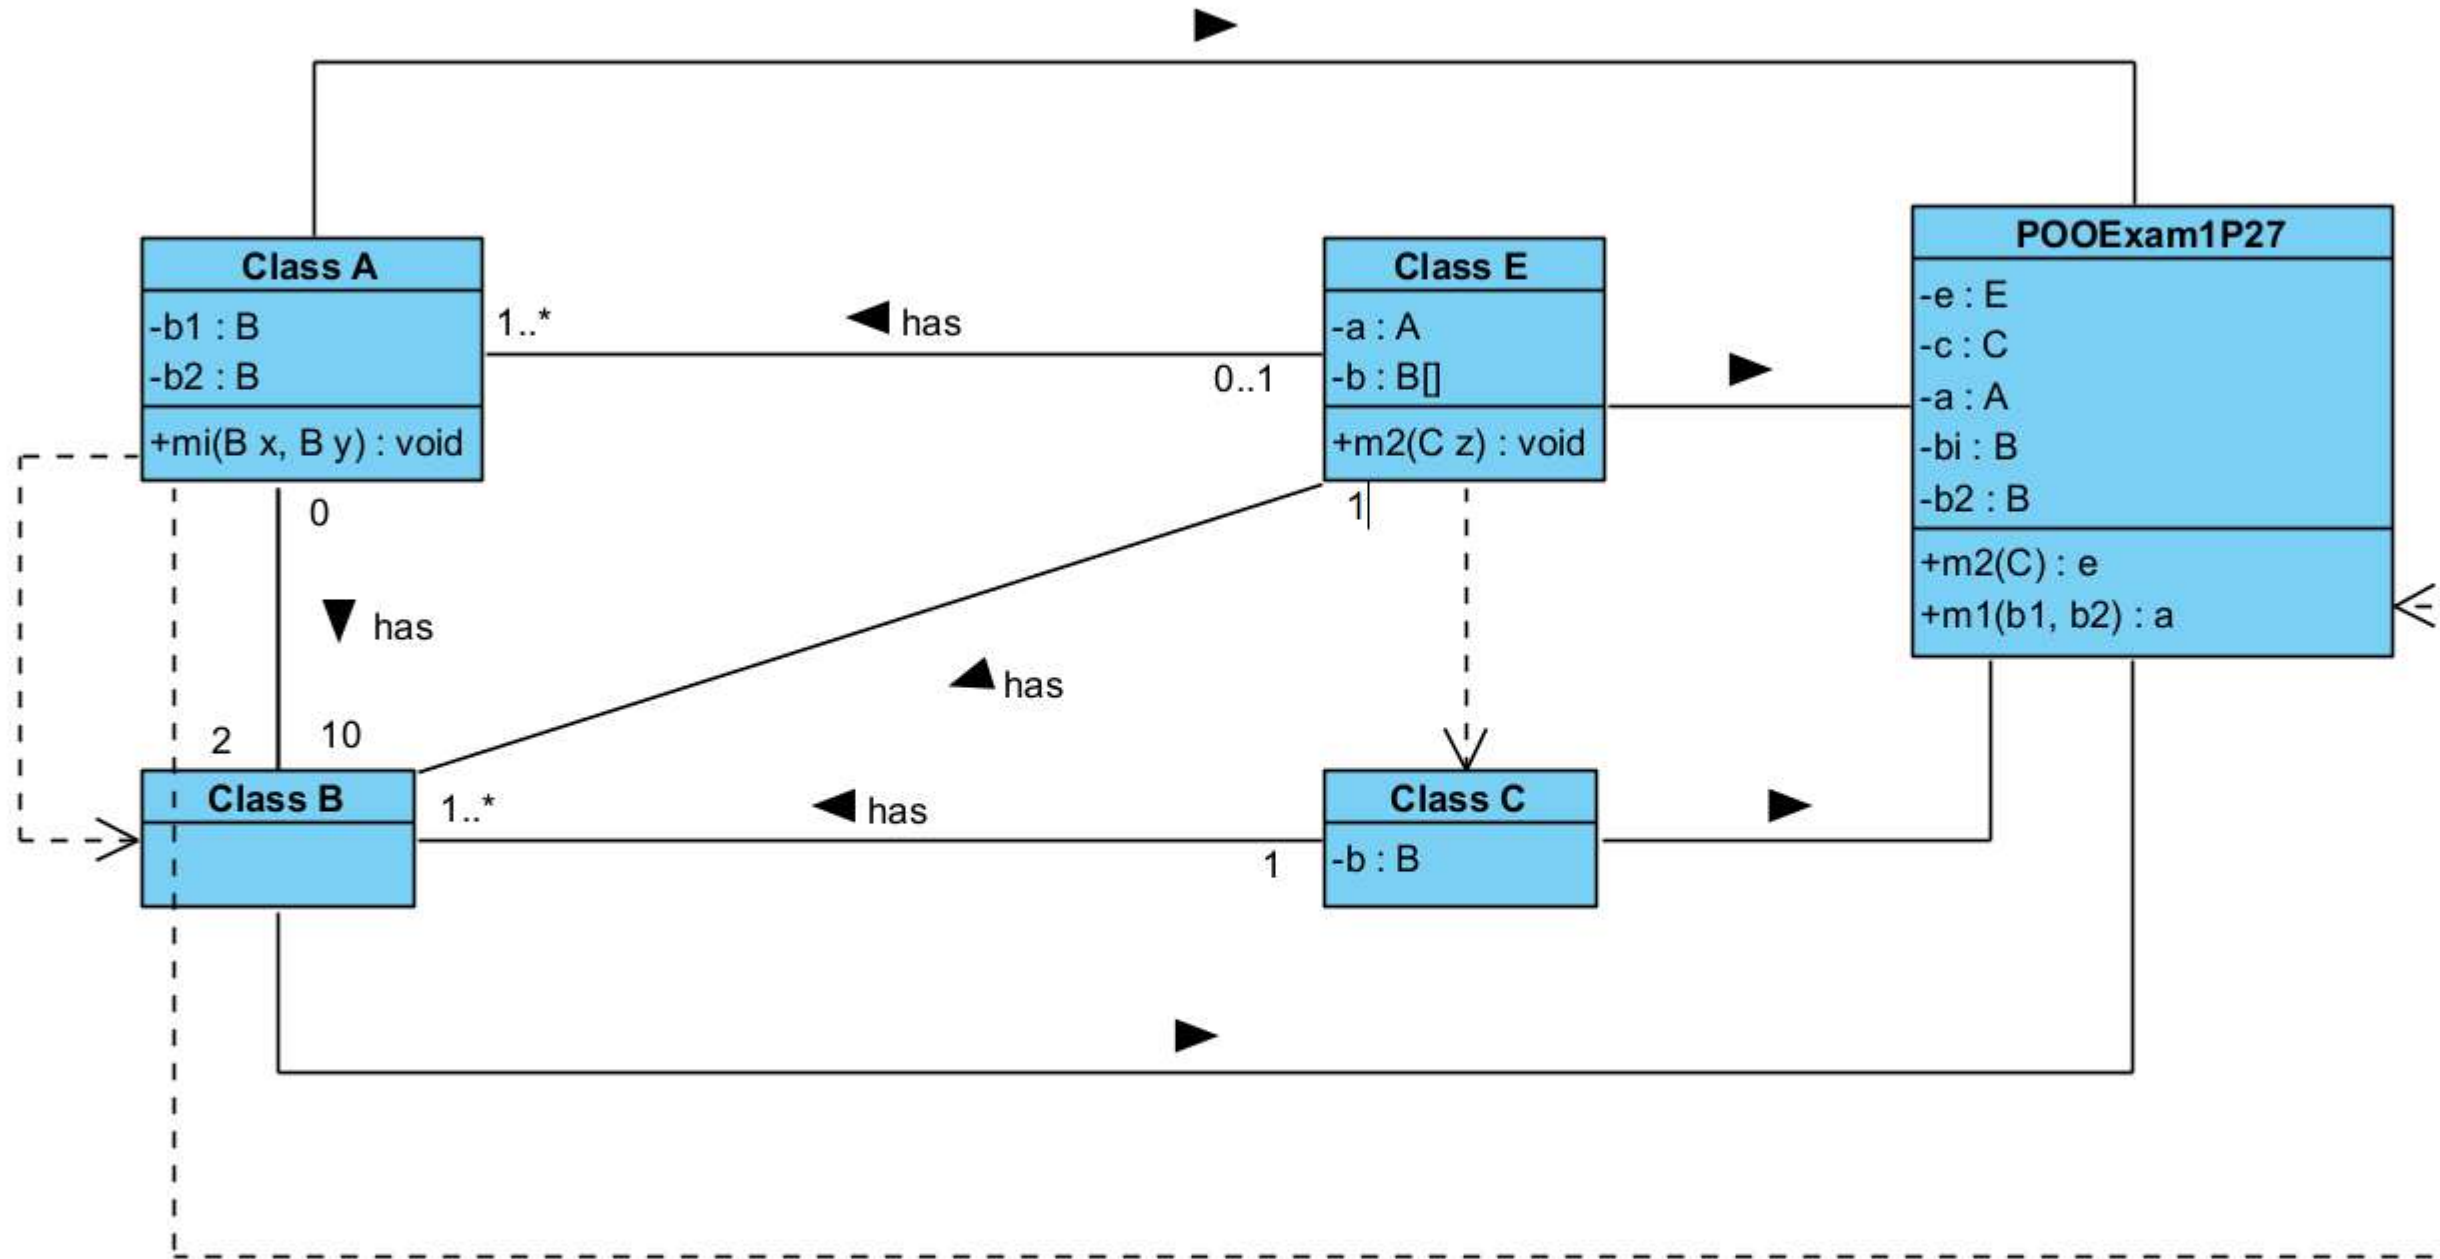 Class A
-b1 : B
-b2 : B
+mi(B x, B y) : void
1..*
has
0..1
Class E
-a : A
-b : B[]
+m2(C z) : void
POOExam1P27
-e : E
-c : C
-a : A
-bi : B
-b2 : B
+m2(C) : e
+m1(b1, b2) : a
0
1
has
has
2
10
Class B
1..*
has
1
Class C
-b : B